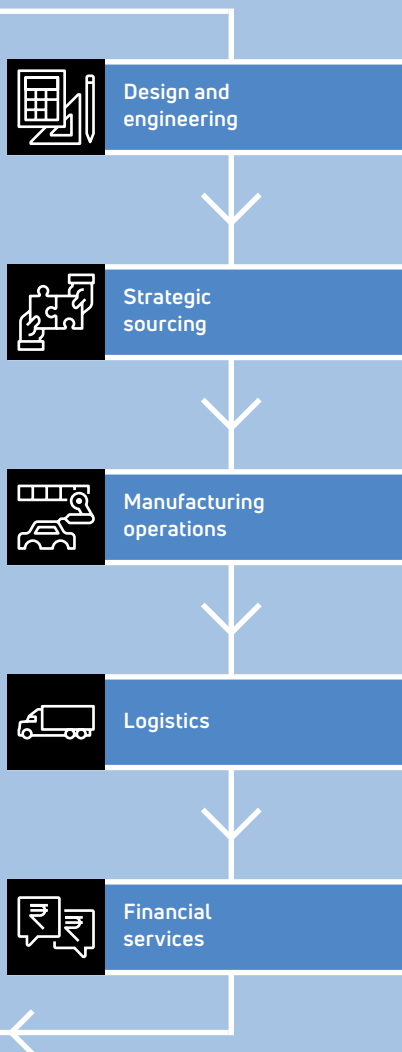 Design and
engineering
Strategic
sourcing
Manufacturing
operations
Logistics
Financial
services
₹
₹